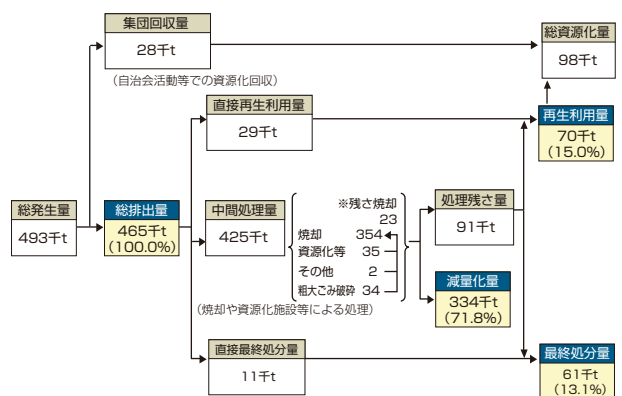 集団回収量
28千t
(自治会活動等での資源化回収)
総資源化量
98千t
直接再生利用量
29千t
再生利用量
70千t
(15.0%)
総発生量
493千t
総排出量
465千t
(100.0%)
中間処理量
425千t
※残さ焼却
23
焼却 354
資源化等 35
その他 2
粗大ごみ破砕 34
(焼却や資源化施設等による処理)
処理残さ量
91千t
減量化量
334千t
(71.8%)
直接最終処分量
11千t
最終処分量
61千t
(13.1%)